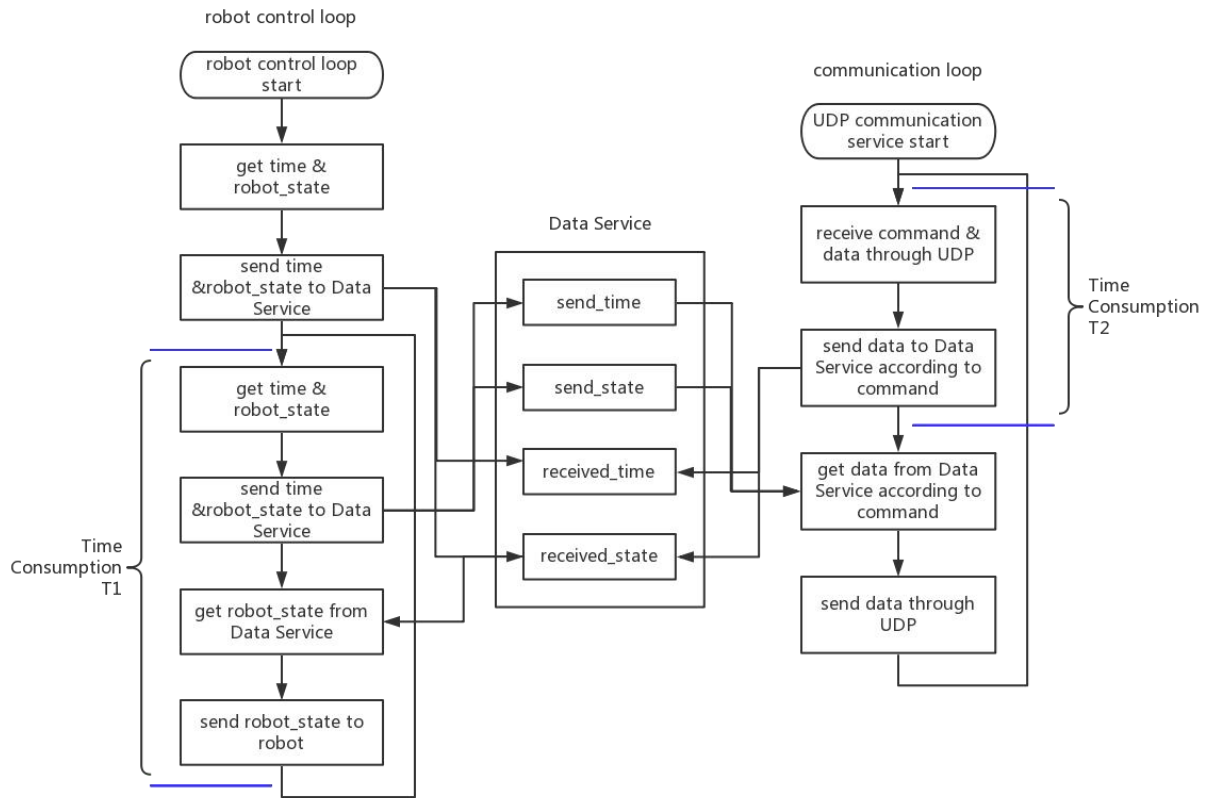 robot control loop
robot control loop
start
get time &
robot_state
send time
&robot_state to Data
Service
get time &
robot_state
send time
&robot_state to Data
Service
Time
Consumption
T1
get robot_state from
Data Service
send robot_state to
robot
Data Service
send_time
send_state
received_time
received_state
communication loop
UDP communication
service start
receive command &
data through UDP
Time
Consumption
T2
send data to Data
Service according to
command
get data from Data
Service according to
command
send data through
UDP